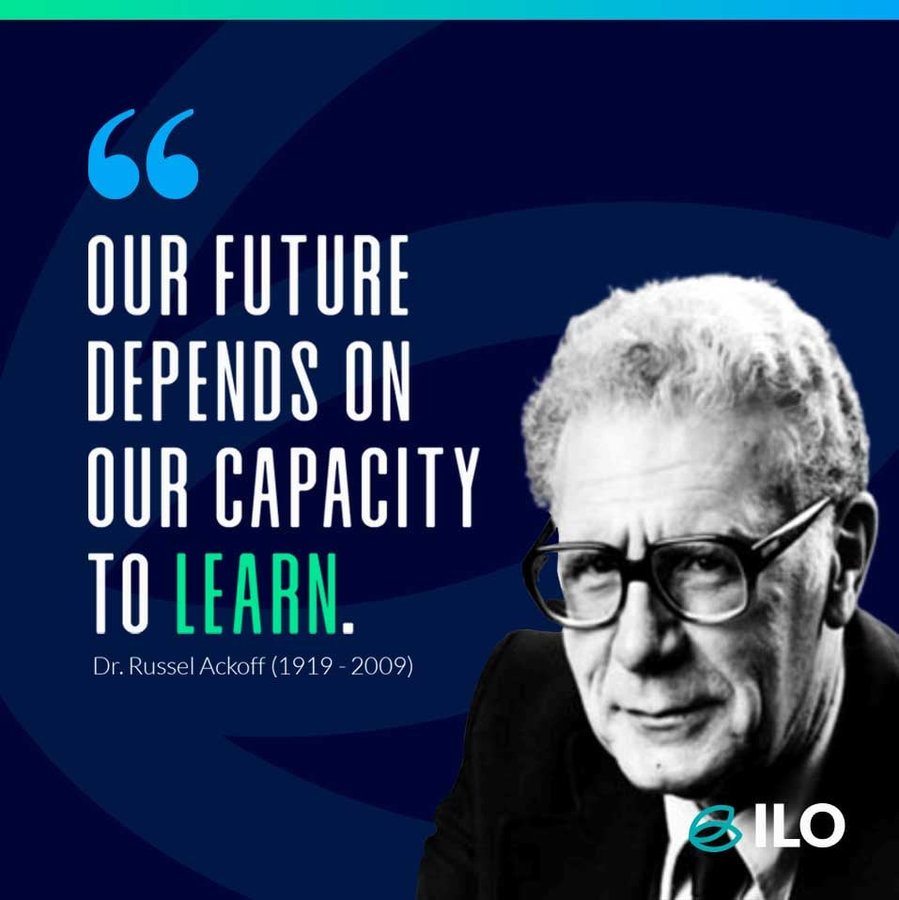 “
OUR FUTURE
DEPENDS ON
OUR CAPACITY
TO LEARN.
Dr. Russel Ackoff (1919 - 2009)
ILO